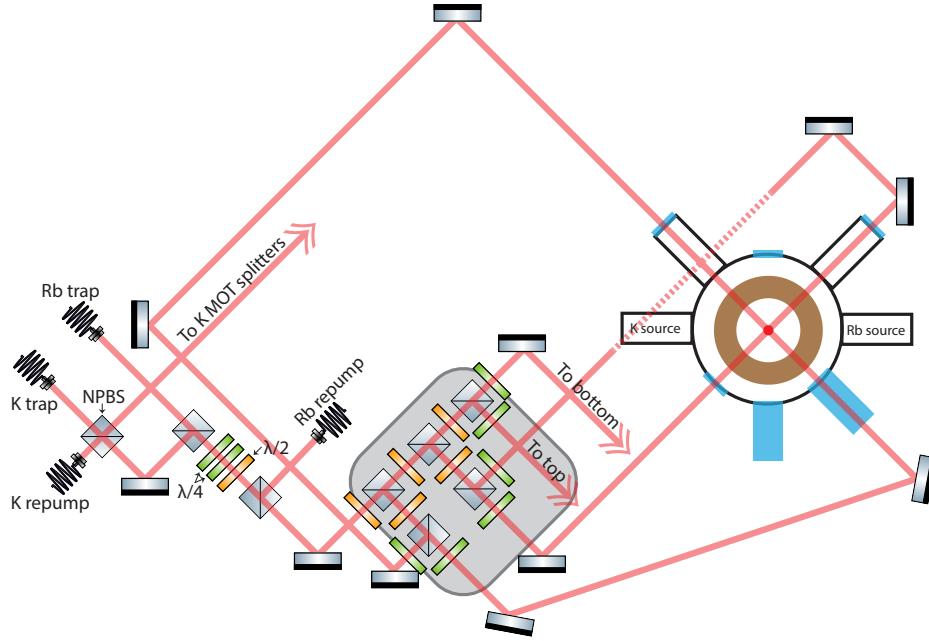 To K MOT splitters
Rb trap
K trap
NPBS
K repump
λ/4
λ/2
Rb repump
To bottom
To top
K source
Rb source